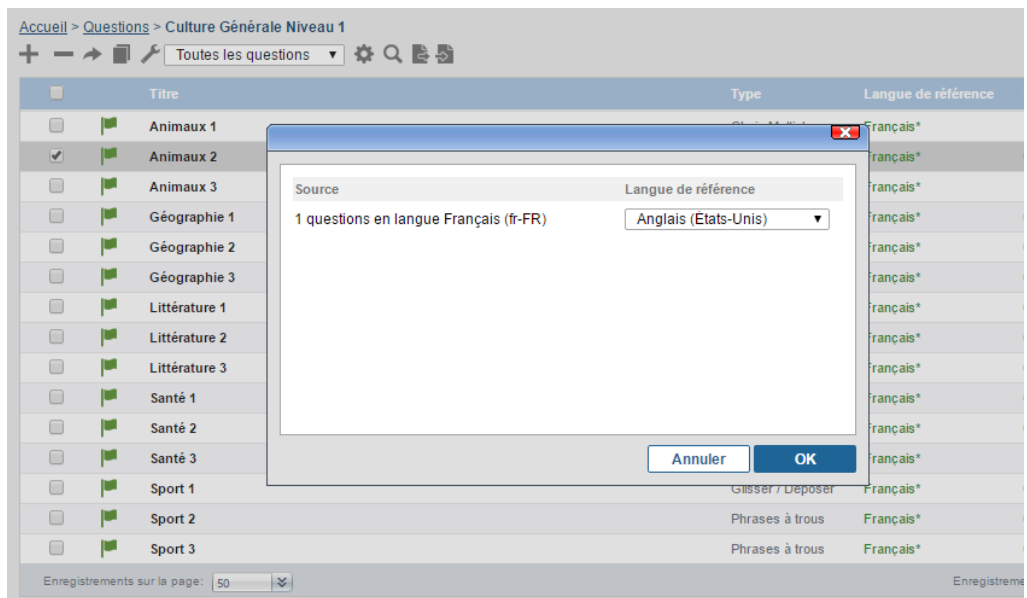 Accueil > Questions > Culture Générale Niveau 1
Toutes les questions
Titre Type Langue de référence
Animaux 1 Français*
Animaux 2 Français*
Animaux 3 Français*
Géographie 1 Français*
Géographie 2 Français*
Géographie 3 Français*
Littérature 1 Français*
Littérature 2 Français*
Littérature 3 Français*
Santé 1 Français*
Santé 2 Français*
Santé 3 Français*
Sport 1 Glisser / Déposer Français*
Sport 2 Phrases à trous Français*
Sport 3 Phrases à trous Français*
Source Langue de référence
1 questions en langue Français (fr-FR) Anglais (États-Unis)
Annuler OK
Enregistrements sur la page: 50 Enregistreme